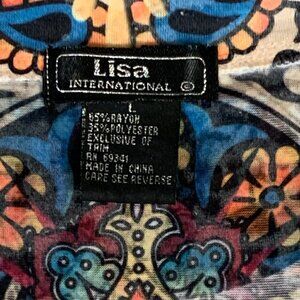 Lisa
INTERNATIONAL ©
L
65% RAYON
35% POLYESTER
EXCLUSIVE OF
TRIM
RN 69341
MADE IN CHINA
CARE SEE REVERSE